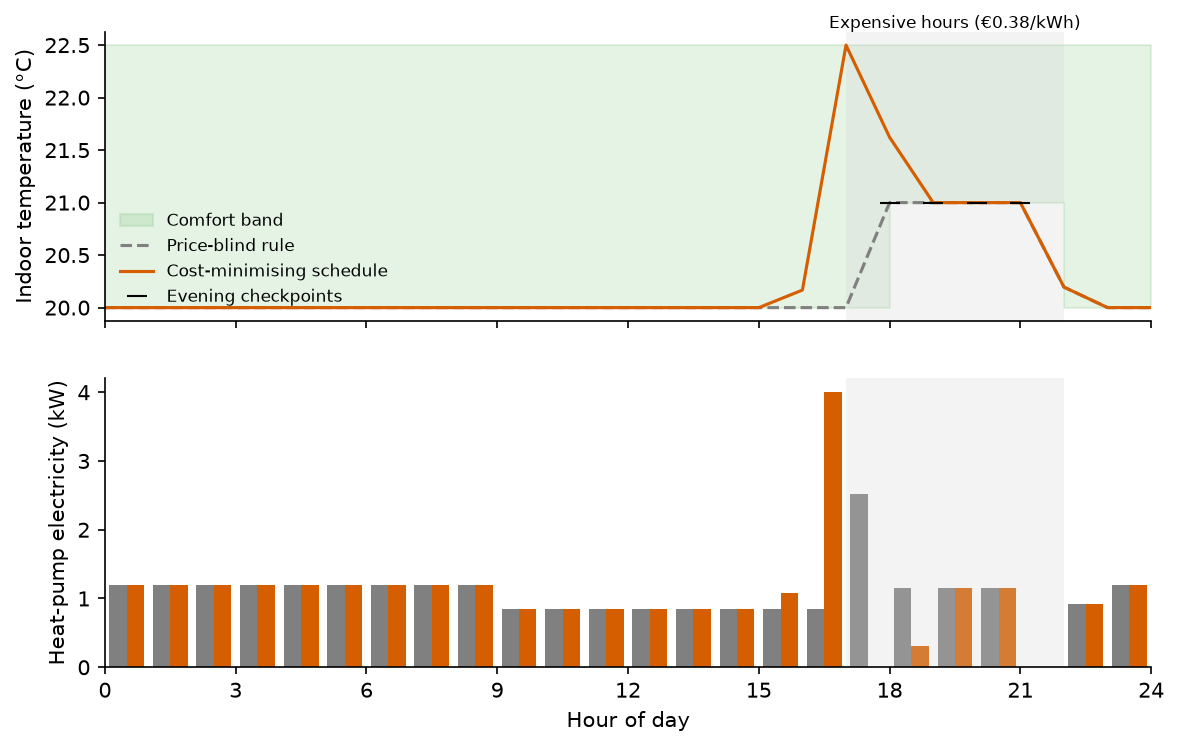 Expensive hours (€0.38/kWh)
Indoor temperature (°C)
22.5
22.0
21.5
21.0
20.5
20.0
Comfort band
Price-blind rule
Cost-minimising schedule
Evening checkpoints
Heat-pump electricity (kW)
4
3
2
1
0
0 3 6 9 12 15 18 21 24
Hour of day